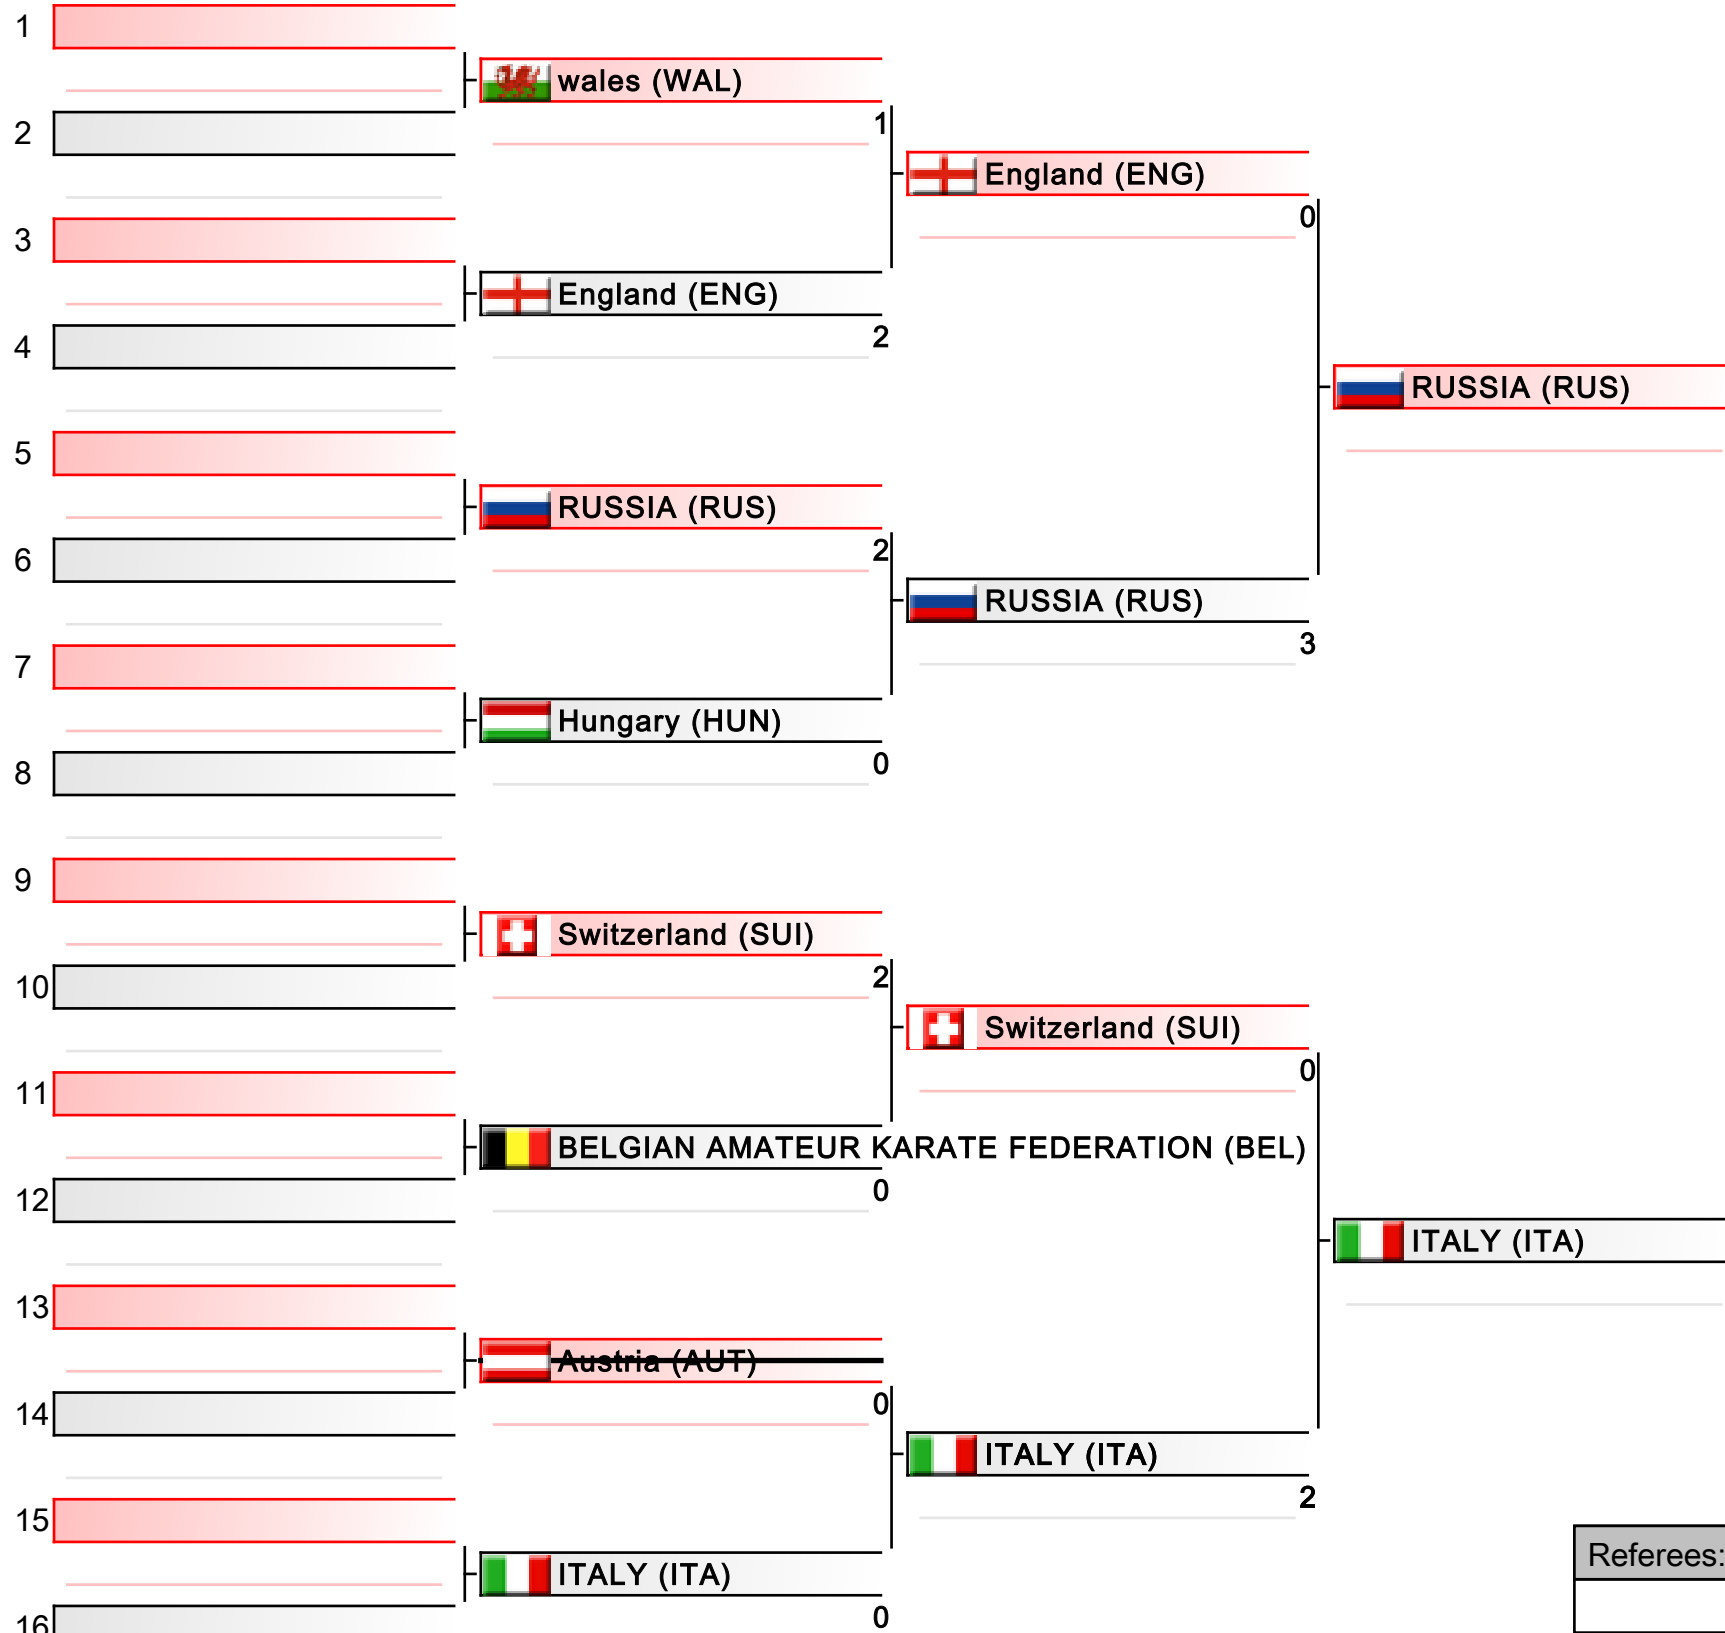 1
wales (WAL)
1
2
England (ENG)
0
3
England (ENG)
2
4
RUSSIA (RUS)
5
RUSSIA (RUS)
2
6
RUSSIA (RUS)
3
7
Hungary (HUN)
0
8
9
Switzerland (SUI)
2
10
Switzerland (SUI)
0
11
BELGIAN AMATEUR KARATE FEDERATION (BEL)
0
12
ITALY (ITA)
13
Austria (AUT)
0
14
ITALY (ITA)
2
15
Referees:
ITALY (ITA)
0
16